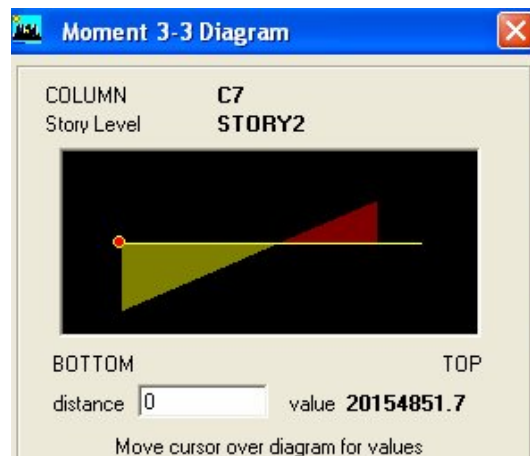 Moment 3-3 Diagram
COLUMN C7
Story Level STORY2
BOTTOM TOP
distance 0 value 20154851.7
Move cursor over diagram for values